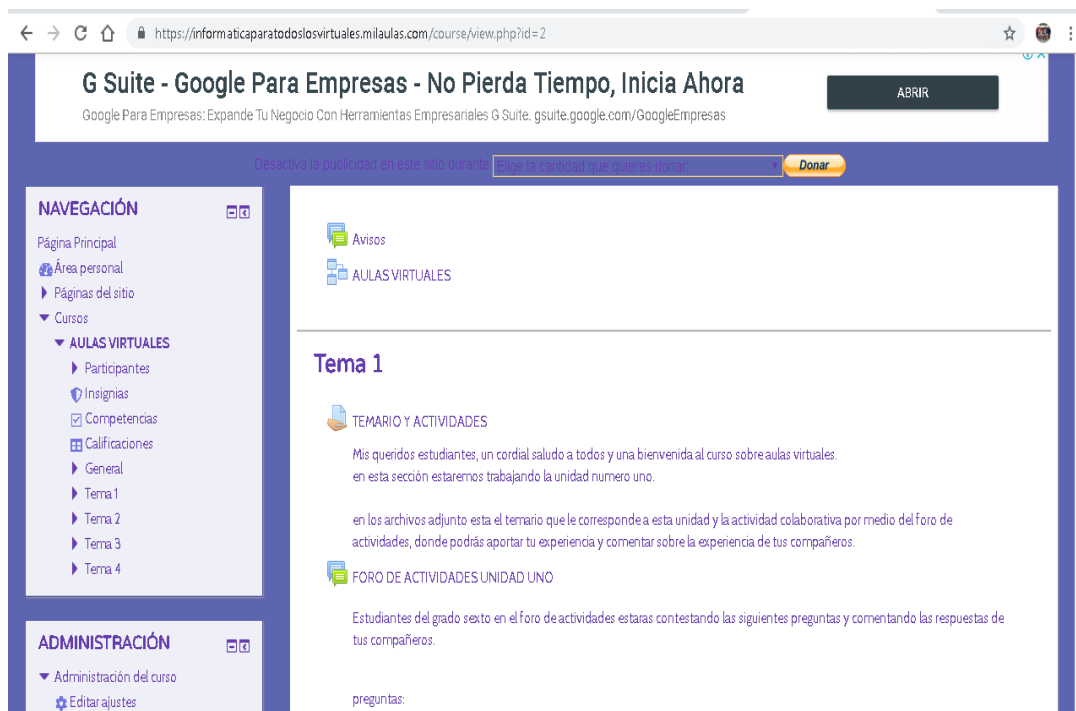 https://informaticaparatodoslosvirtuales.milaulas.com/course/view.php?id=2
G Suite - Google Para Empresas - No Pierda Tiempo, Inicia Ahora
Google Para Empresas: Expande Tu Negocio Con Herramientas Empresariales G Suite. gsuite.google.com/GoogleEmpresas
ABRIR
Desactiva la publicidad en este sitio durante Elige la cantidad que quieres donar: Donar
NAVEGACIÓN
Página Principal
Área personal
Páginas del sitio
Cursos
AULAS VIRTUALES
Participantes
Insignias
Competencias
Calificaciones
General
Tema 1
Tema 2
Tema 3
Tema 4
ADMINISTRACIÓN
Administración del curso
Editar ajustes
Avisos
AULAS VIRTUALES
Tema 1
TEMARIO Y ACTIVIDADES
Mis queridos estudiantes, un cordial saludo a todos y una bienvenida al curso sobre aulas virtuales.
en esta sección estaremos trabajando la unidad numero uno.
en los archivos adjunto esta el temario que le corresponde a esta unidad y la actividad colaborativa por medio del foro de
actividades, donde podrás aportar tu experiencia y comentar sobre la experiencia de tus compañeros.
FORO DE ACTIVIDADES UNIDAD UNO
Estudiantes del grado sexto en el foro de actividades estaras contestando las siguientes preguntas y comentando las respuestas de
tus compañeros.
preguntas: